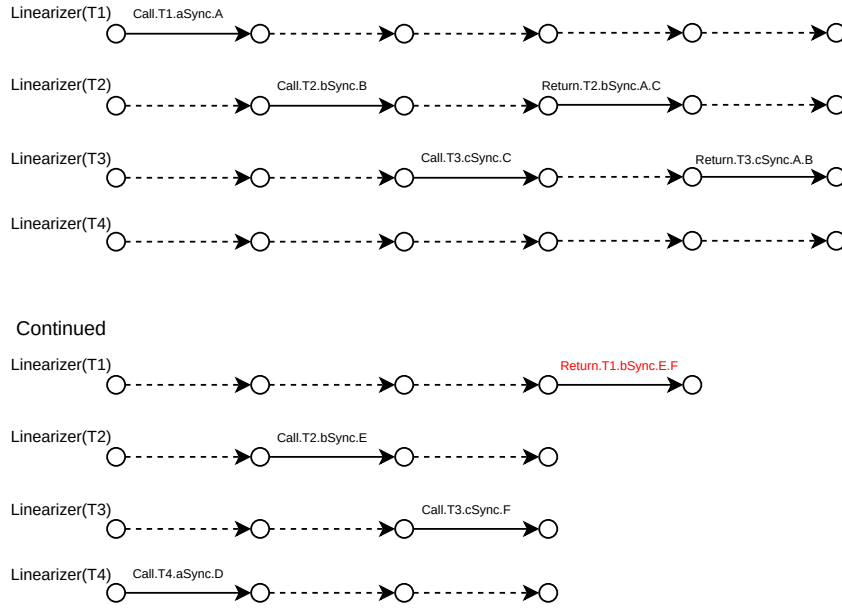 Linearizer(T1)
Call.T1.aSync.A
Linearizer(T2)
Call.T2.bSync.B
Return.T2.bSync.A.C
Linearizer(T3)
Call.T3.cSync.C
Return.T3.cSync.A.B
Linearizer(T4)
Continued
Linearizer(T1)
Return.T1.bSync.E.F
Linearizer(T2)
Call.T2.bSync.E
Linearizer(T3)
Call.T3.cSync.F
Linearizer(T4)
Call.T4.aSync.D